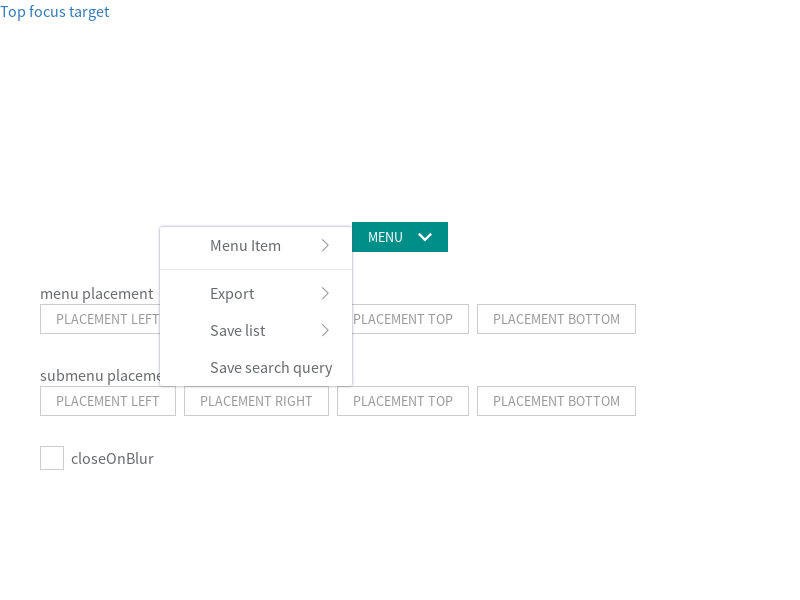 Top focus target
MENU
Menu Item
menu placement
Export
PLACEMENT LEFT
PLACEMENT TOP
PLACEMENT BOTTOM
Save list
Save search query
submenu placeme
PLACEMENT LEFT
PLACEMENT RIGHT
PLACEMENT TOP
PLACEMENT BOTTOM
closeOnBlur